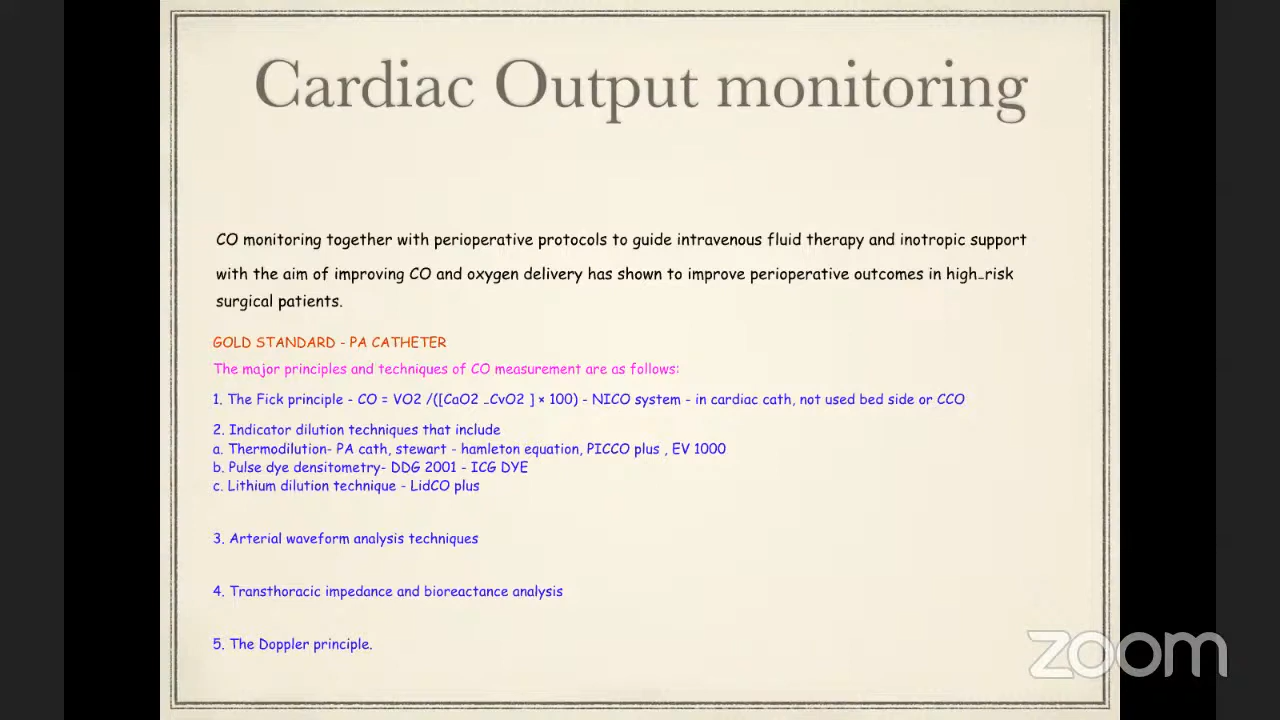 Cardiac Output monitoring
CO monitoring together with perioperative protocols to guide intravenous fluid therapy and inotropic support
with the aim of improving CO and oxygen delivery has shown to improve perioperative outcomes in high-risk
surgical patients.
GOLD STANDARD - PA CATHETER
The major principles and techniques of CO measurement are as follows:
1. The Fick principle - CO = VO2 /([CaO2 -CvO2 ] × 100) - NICO system - in cardiac cath, not used bed side or CCO
2. Indicator dilution techniques that include
a. Thermodilution- PA cath, stewart - hamleton equation, PICCO plus , EV 1000
b. Pulse dye densitometry- DDG 2001 - ICG DYE
c. Lithium dilution technique - LidCO plus
3. Arterial waveform analysis techniques
4. Transthoracic impedance and bioreactance analysis
5. The Doppler principle.
zoom